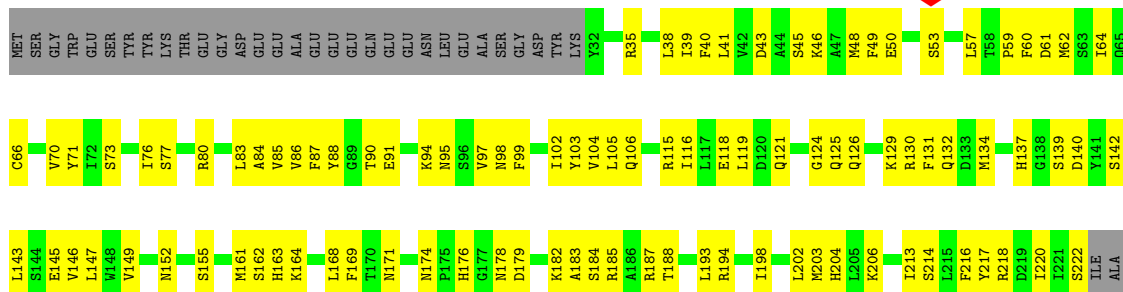 MET SER GLY TRP GLU SER TYR TYR LYS THR GLU GLY ASP GLU GLU ALA GLU GLU GLN GLU GLU ASN LEU GLU ALA SER GLY ASP TYR LYS Y32 R35 L38 I39 F40 L41 V42 D43 A44 S45 K46 A47 M48 F49 E50 S53 L57 T58 P59 F60 D61 M62 S63 I64 Q65
C66 V70 Y71 I72 S73 I76 S77 R80 L83 A84 V85 V86 F87 Y88 G89 T90 E91 K94 N95 S96 V97 N98 F99 I102 Y103 V104 L105 Q106 R115 I116 L117 E118 L119 D120 Q121 G124 Q125 Q126 K129 R130 F131 Q132 D133 M134 H137 G138 S139 D140 Y141 S142
L143 S144 E145 V146 L147 W148 V149 N152 S155 M161 S162 H163 K164 L168 F169 T170 N171 N174 P175 H176 G177 N178 D179 K182 A183 S184 R185 A186 R187 T188 L193 R194 I198 L202 M203 H204 L205 K206 I213 S214 L215 F216 Y217 R218 D219 I220 I221 S222 ILE ALA